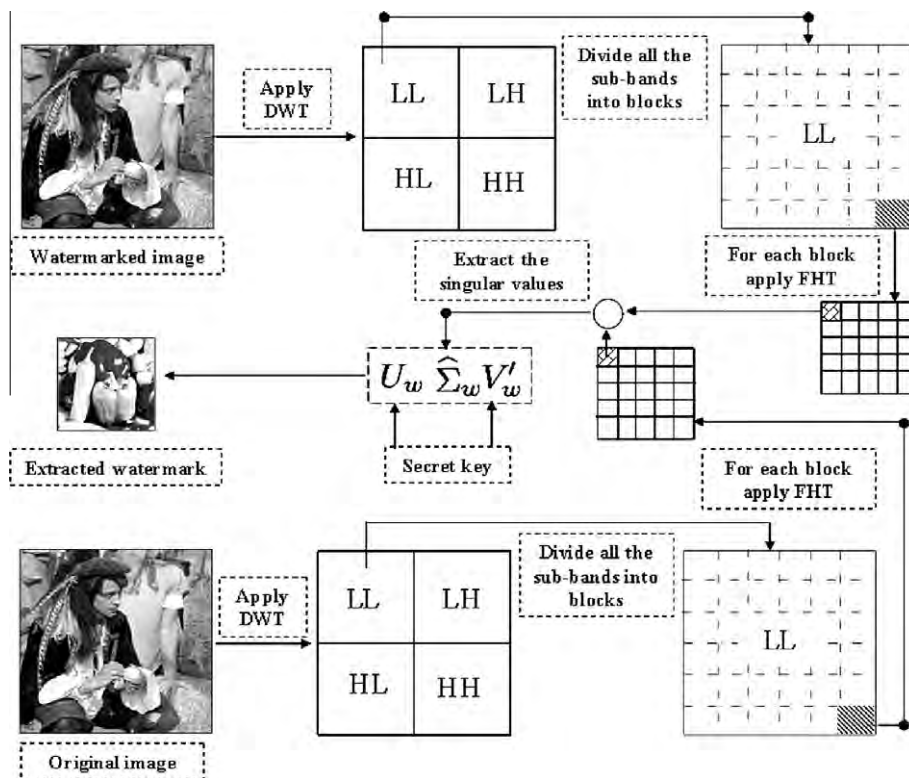 Apply
DWT
LL
LH
HL
HH
Divide all the
sub-bands
into blocks
LL
Watermarked image
Extract the
singular values
For each block
apply FHT
U_w Σ̂_w V'_w
Extracted watermark
Secret key
For each block
apply FHT
Apply
DWT
LL
LH
HL
HH
Divide all the
sub-bands into
blocks
LL
Original image